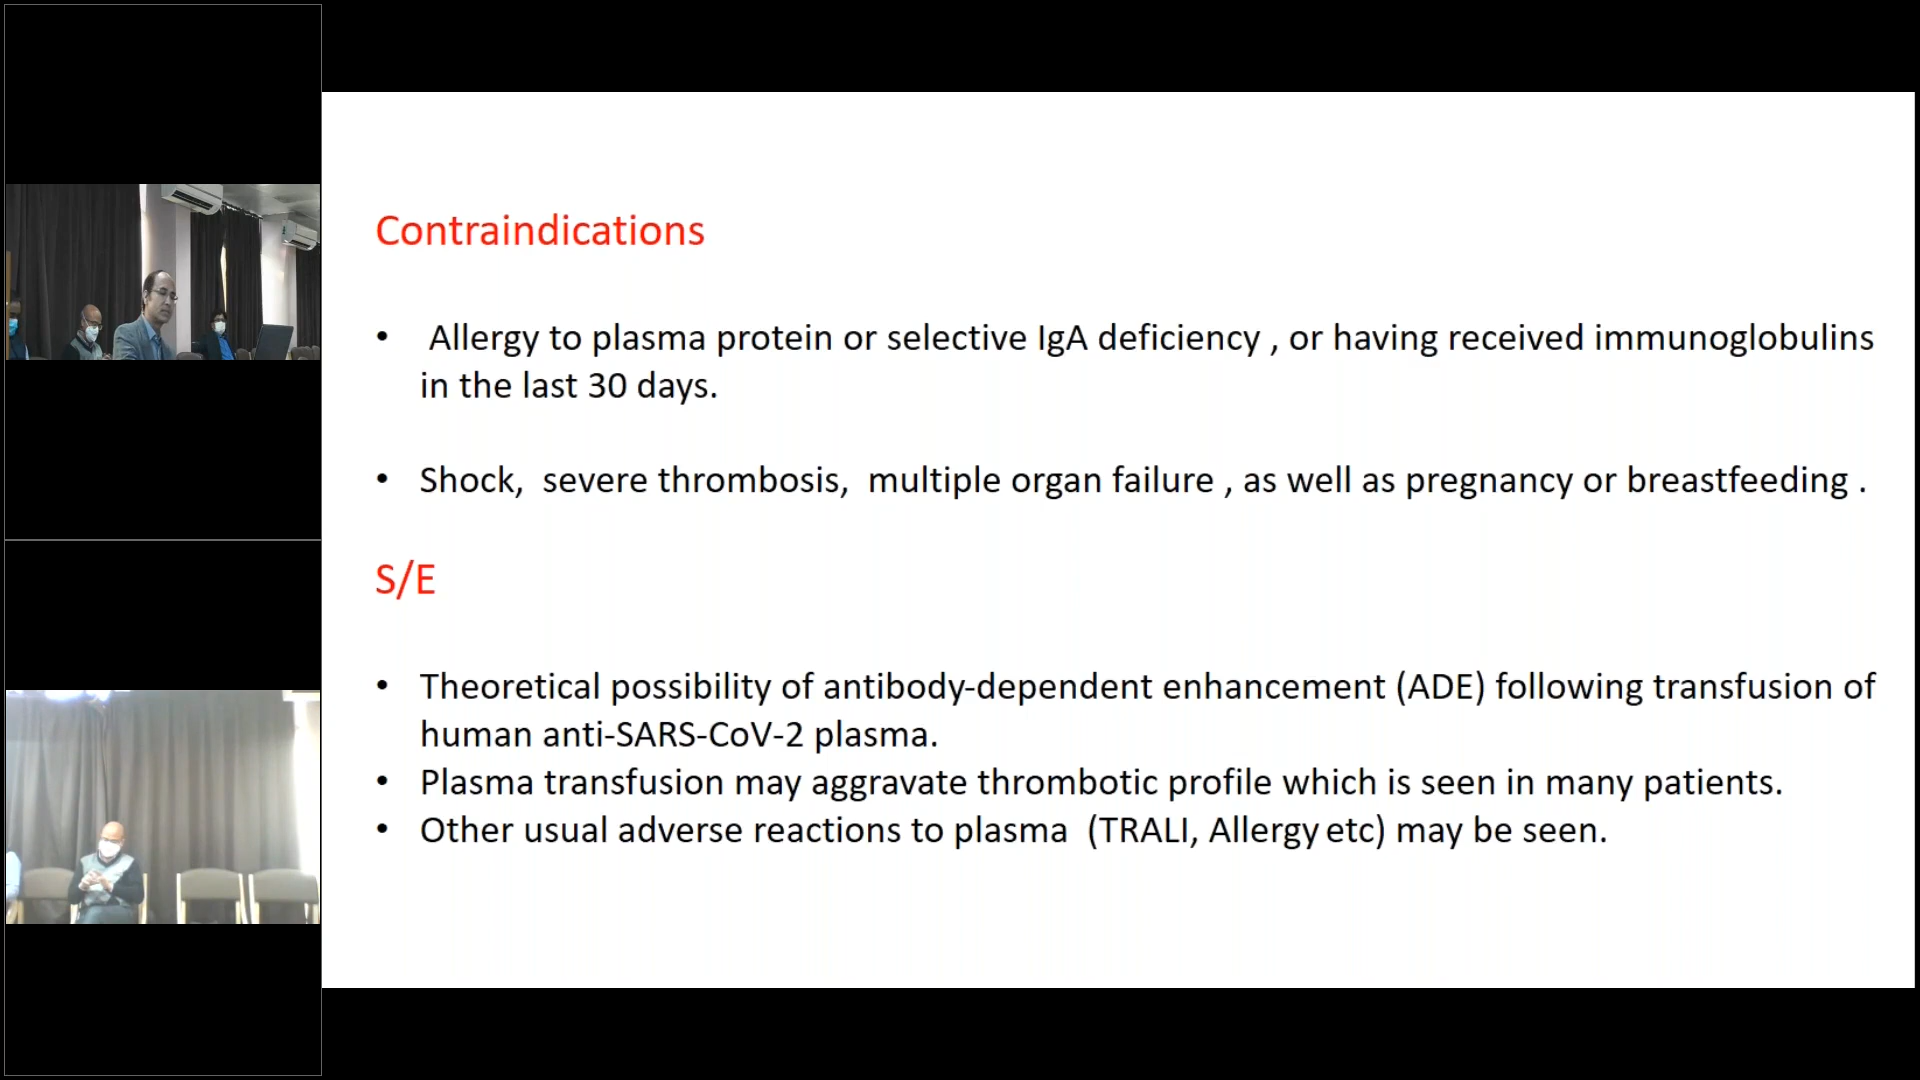 Contraindications
• Allergy to plasma protein or selective IgA deficiency , or having received immunoglobulins
in the last 30 days.
• Shock, severe thrombosis, multiple organ failure , as well as pregnancy or breastfeeding .
S/E
• Theoretical possibility of antibody-dependent enhancement (ADE) following transfusion of
human anti-SARS-CoV-2 plasma.
• Plasma transfusion may aggravate thrombotic profile which is seen in many patients.
• Other usual adverse reactions to plasma (TRALI, Allergy etc) may be seen.